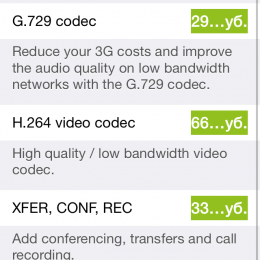 G.729 codec 29...уб.
Reduce your 3G costs and improve
the audio quality on low bandwidth
networks with the G.729 codec.
H.264 video codec 66...уб.
High quality / low bandwidth video
codec.
XFER, CONF, REC 33...уб.
Add conferencing, transfers and call
recording.